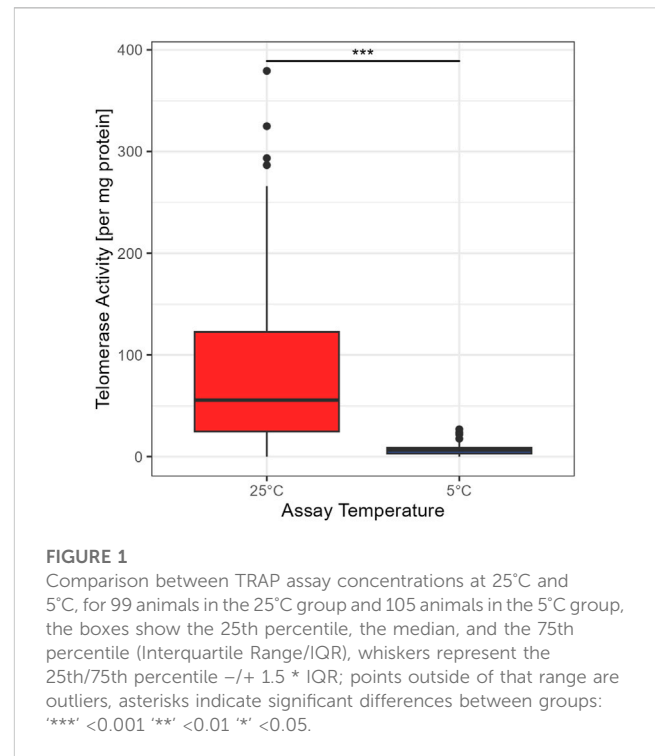 ***
400
300
200
100
0
Telomerase Activity [per mg protein]
25°C 5°C
Assay Temperature
FIGURE 1
Comparison between TRAP assay concentrations at 25°C and
5°C, for 99 animals in the 25°C group and 105 animals in the 5°C group,
the boxes show the 25th percentile, the median, and the 75th
percentile (Interquartile Range/IQR), whiskers represent the
25th/75th percentile –/+ 1.5 * IQR; points outside of that range are
outliers, asterisks indicate significant differences between groups:
‘***’ <0.001 ‘**’ <0.01 ‘*’ <0.05.